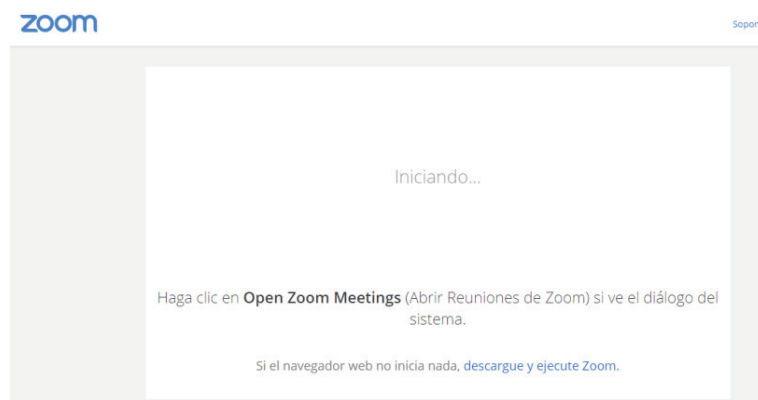 zoom
Sopor
Iniciando...
Haga clic en Open Zoom Meetings (Abrir Reuniones de Zoom) si ve el diálogo del
sistema.
Si el navegador web no inicia nada, descargue y ejecute Zoom.